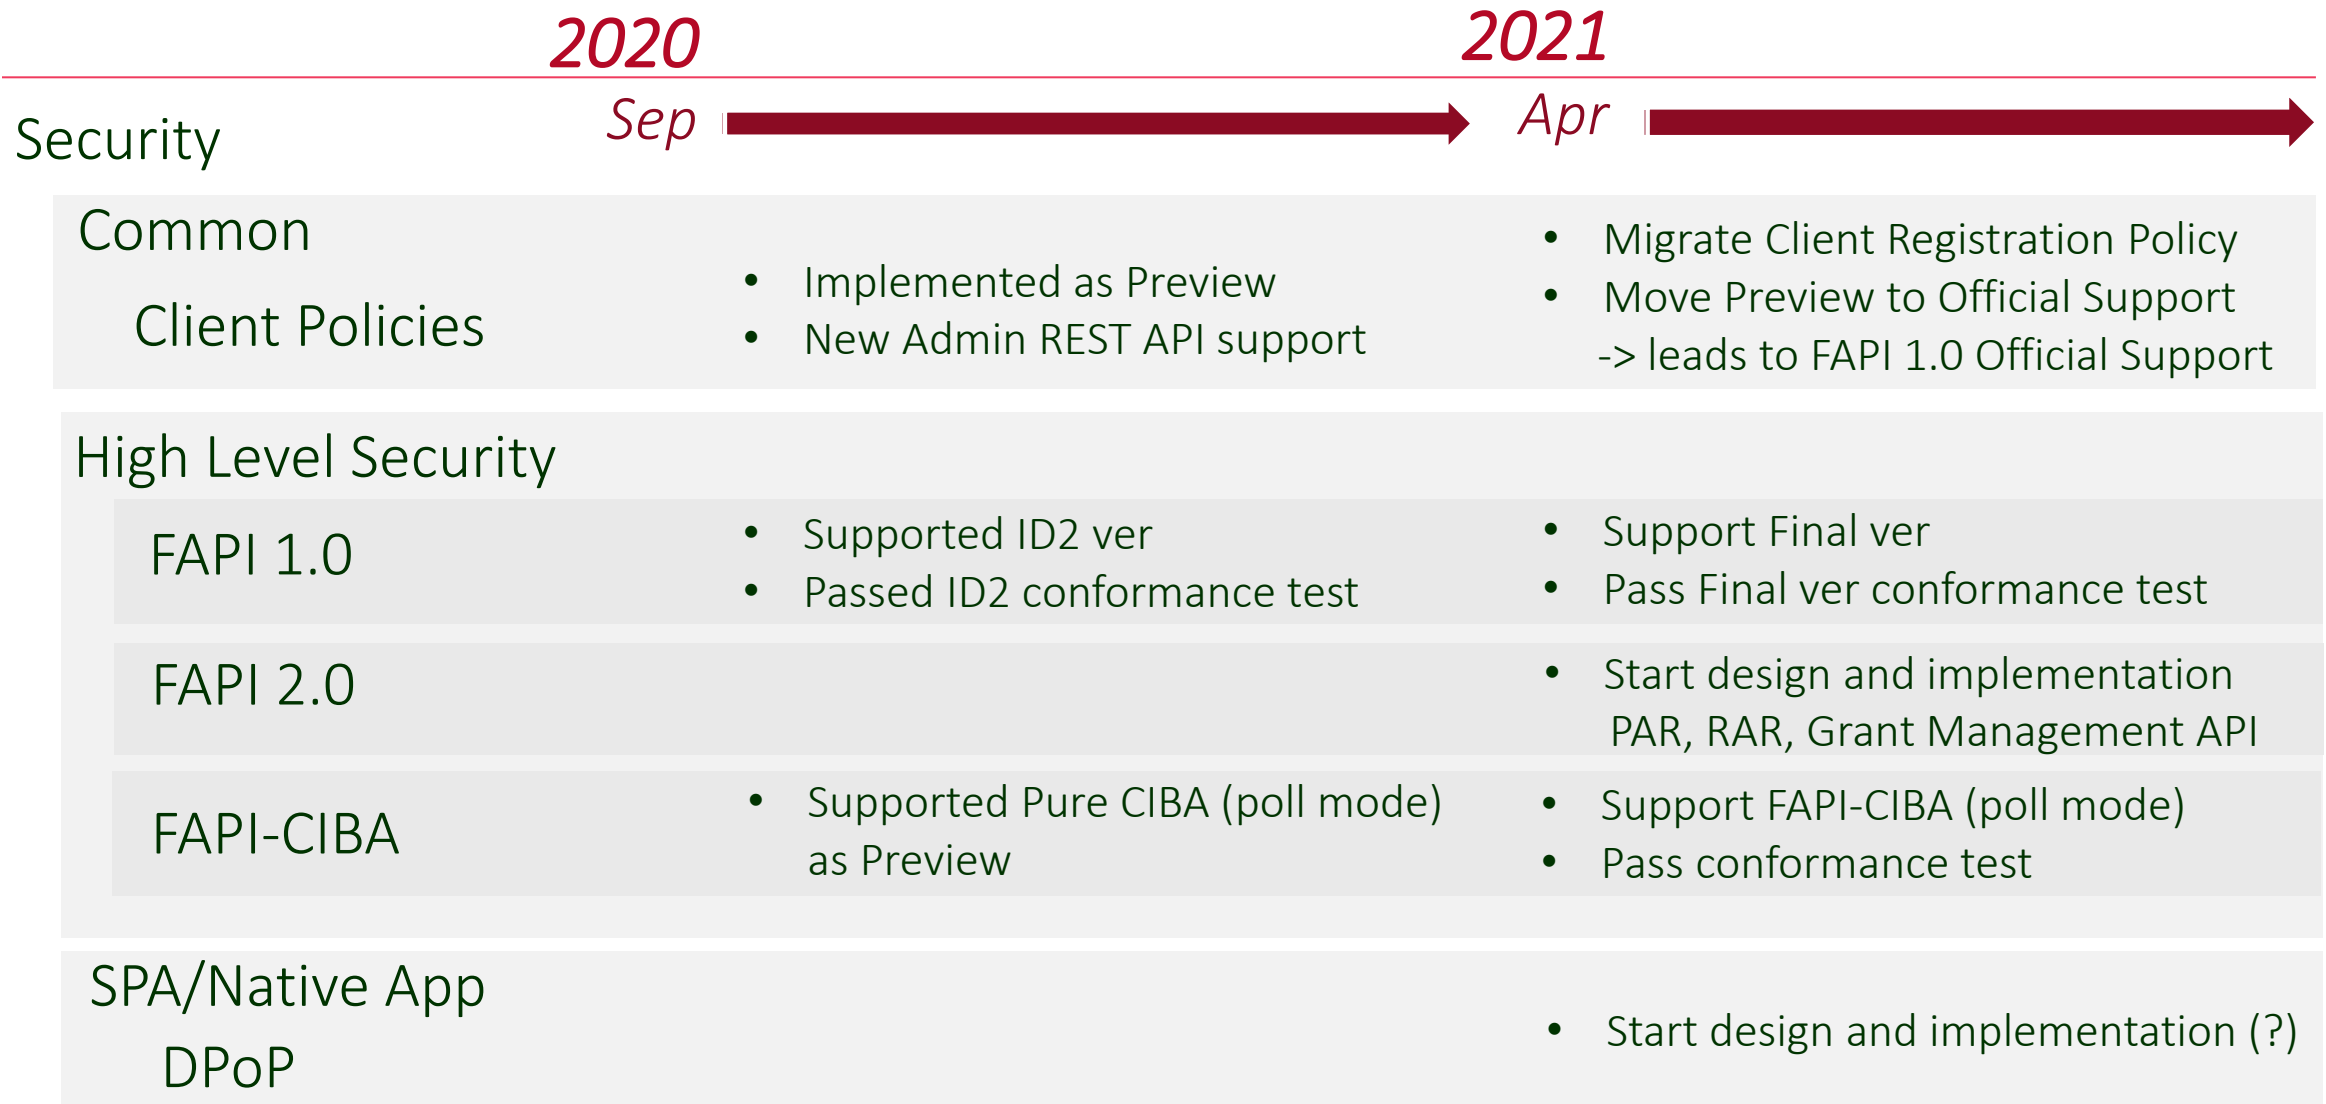 2020
2021
Sep
Apr
Security
Common
Client Policies
• Implemented as Preview
• New Admin REST API support
• Migrate Client Registration Policy
• Move Preview to Official Support
-> leads to FAPI 1.0 Official Support
High Level Security
FAPI 1.0
• Supported ID2 ver
• Passed ID2 conformance test
• Support Final ver
• Pass Final ver conformance test
FAPI 2.0
• Start design and implementation
PAR, RAR, Grant Management API
FAPI-CIBA
• Supported Pure CIBA (poll mode)
as Preview
• Support FAPI-CIBA (poll mode)
• Pass conformance test
SPA/Native App
DPoP
• Start design and implementation (?)